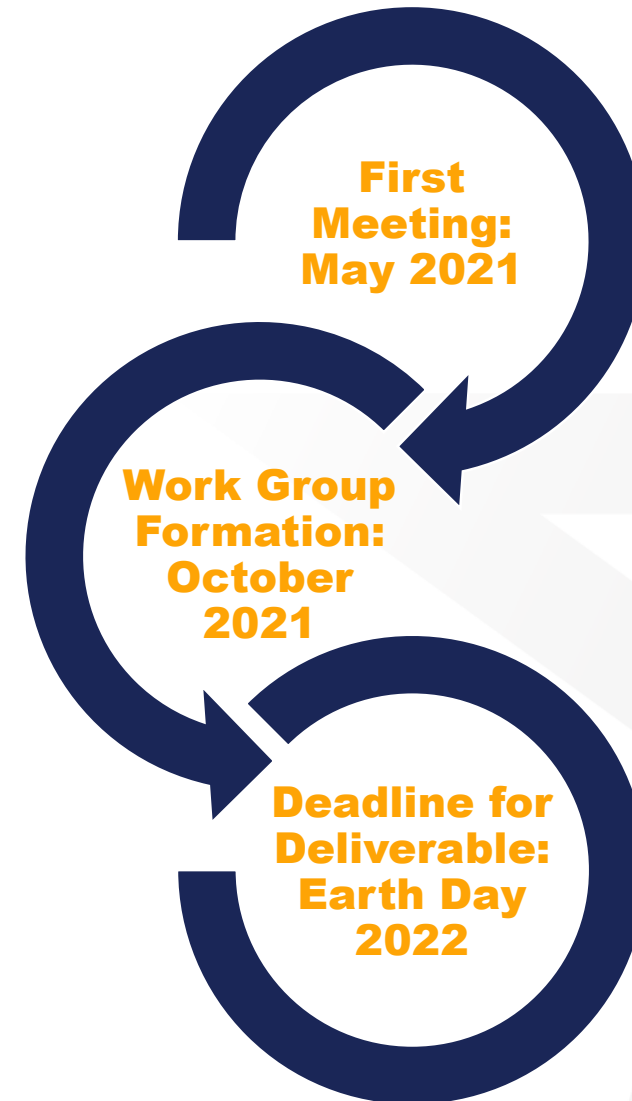 First
Meeting:
May 2021
Work Group
Formation:
October
2021
Deadline for
Deliverable:
Earth Day
2022